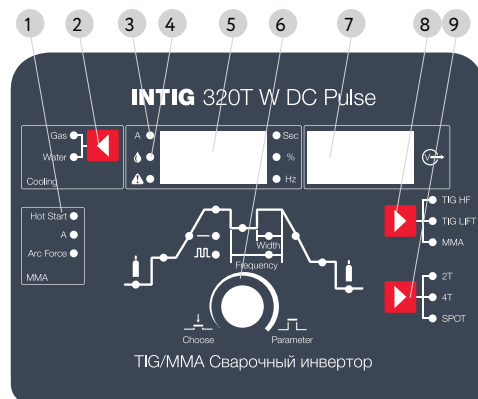 1 2 3 4 5 6 7 8 9
INTIG 320T W DC Pulse
Gas
Water
Cooling
A
Sec
%
Hz
V
TIG HF
TIG LIFT
MMA
Hot Start
A
Arc Force
MMA
Width
Frequency
2T
4T
SPOT
Choose
Parameter
TIG/MMA Сварочный инвертор